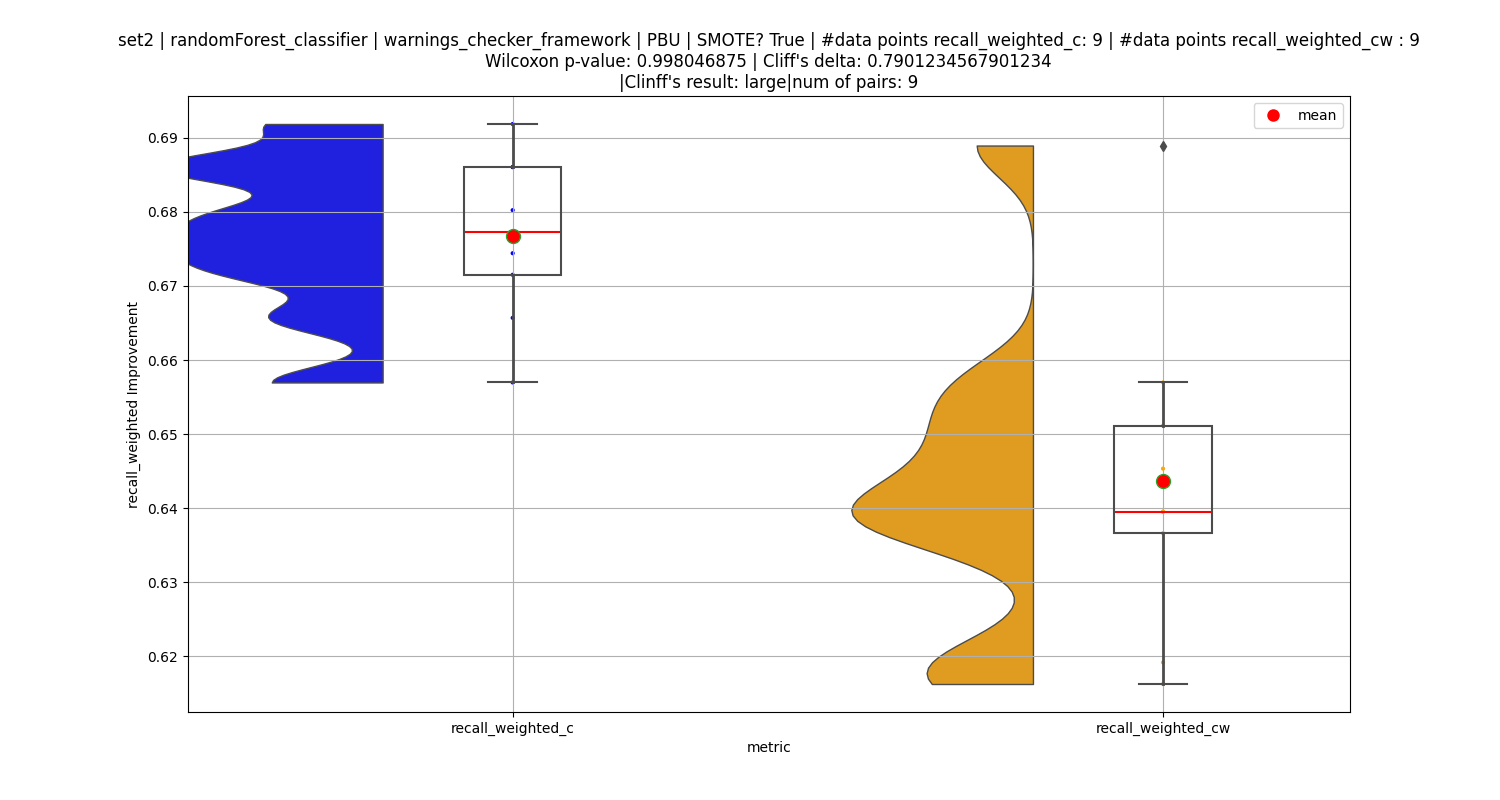 set2 | randomForest_classifier | warnings_checker_framework | PBU | SMOTE? True | #data points recall_weighted_c: 9 | #data points recall_weighted_cw : 9
Wilcoxon p-value: 0.998046875 | Cliff's delta: 0.7901234567901234
|Clinff's result: large|num of pairs: 9
mean
0.69
0.68
0.67
0.66
0.65
0.64
0.63
0.62
recall_weighted Improvement
recall_weighted_c
recall_weighted_cw
metric